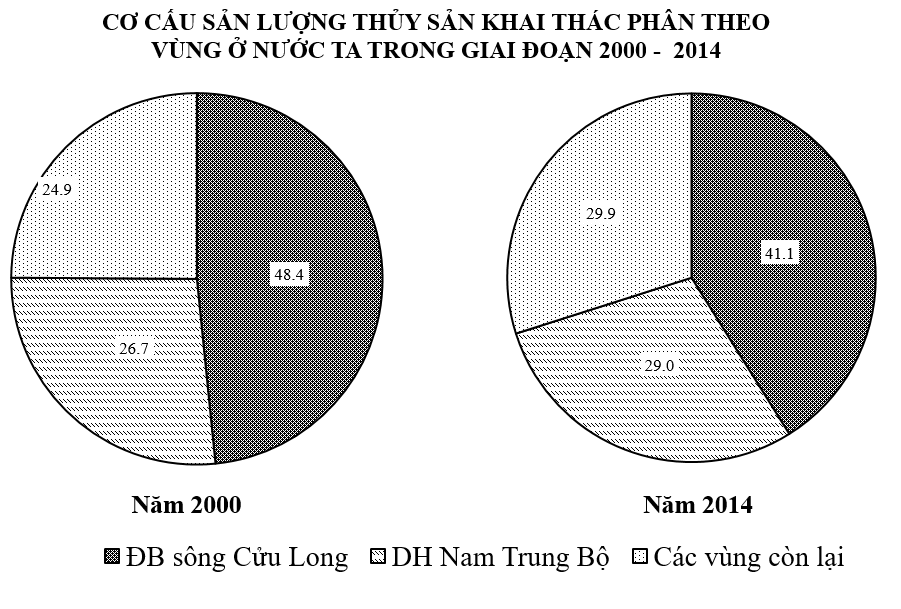 CƠ CẤU SẢN LƯỢNG THỦY SẢN KHAI THÁC PHÂN THEO
VÙNG Ở NƯỚC TA TRONG GIAI ĐOẠN 2000 - 2014
24.9
48.4
26.7
29.9
41.1
29.0
Năm 2000
Năm 2014
ĐB sông Cửu Long DH Nam Trung Bộ Các vùng còn lại